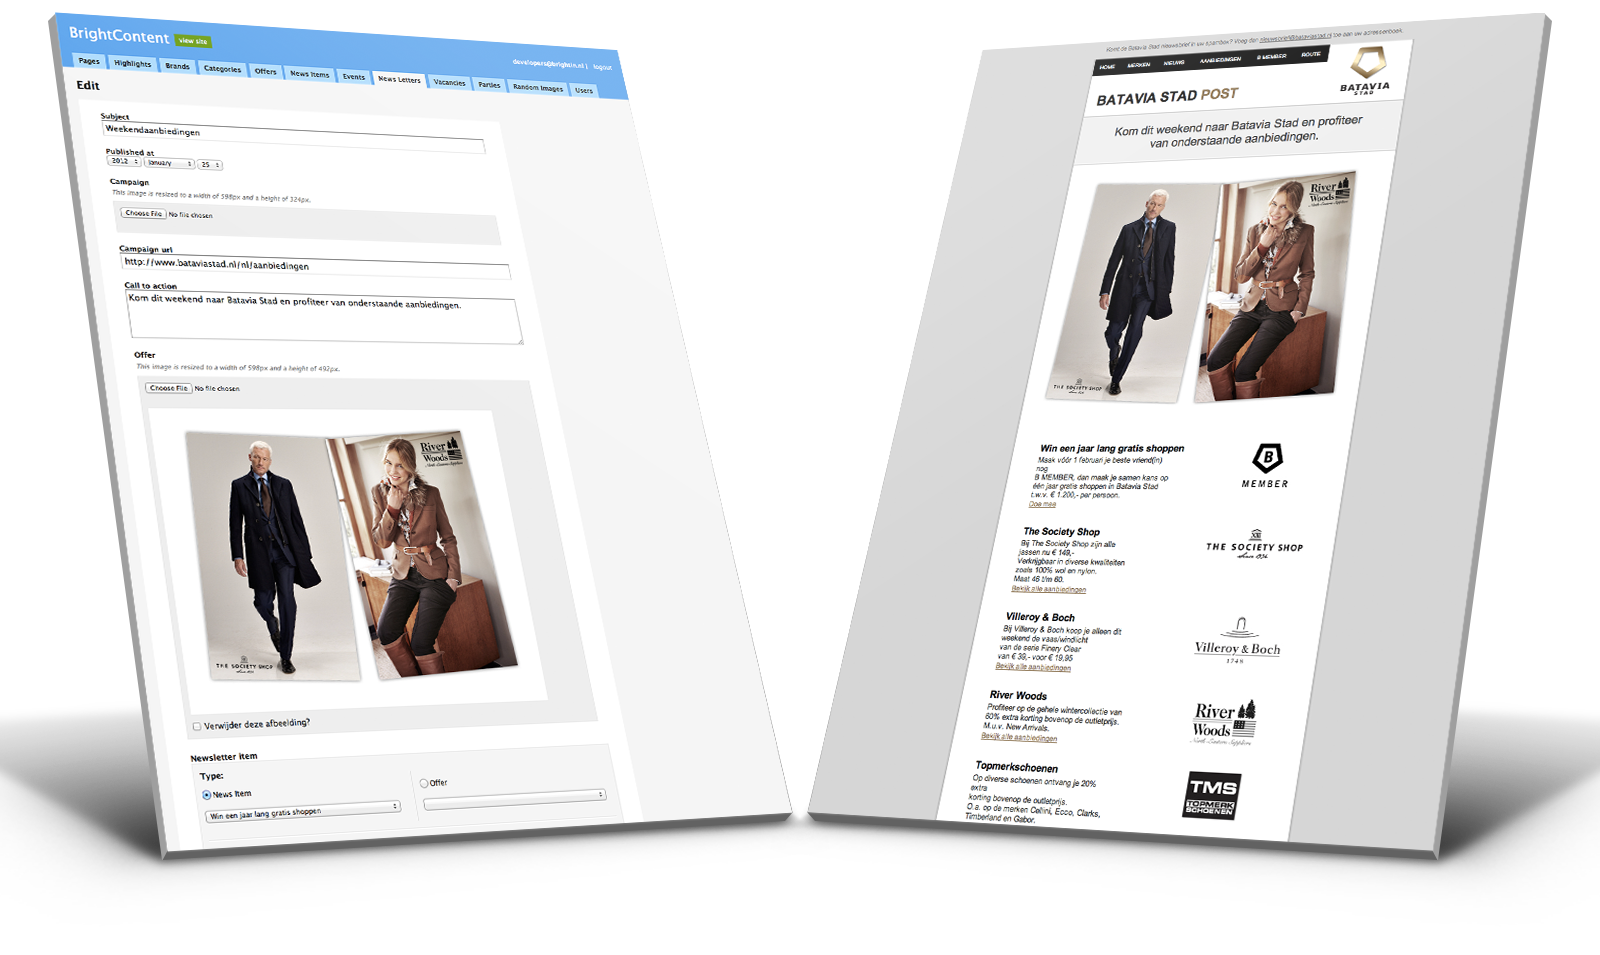 BrightContent view site
developers@brightin.nl | logout
Pages Highlights Brands Categories Offers News Items Events News Letters Vacancies Parties Random Images Users
Edit
Subject
Weekendaanbiedingen
Published at
2012 January 25
Campaign
This image is resized to a width of 598px and a height of 324px.
Choose File No file chosen
Campaign url
http://www.bataviastad.nl/nl/aanbiedingen
Call to action
Kom dit weekend naar Batavia Stad en profiteer van onderstaande aanbiedingen.
Offer
This image is resized to a width of 598px and a height of 492px.
Choose File No file chosen
River
Woods
North-Eastern Suppliers
THE SOCIETY SHOP
since 1934
Verwijder deze afbeelding?
Newsletter item
Type:
News Item
Offer
Win een jaar lang gratis shoppen
Komt de Batavia Stad nieuwsbrief in uw spambox? Voeg dan nieuwsbrief@bataviastad.nl toe aan uw adressenboek.
HOME MERKEN NIEUWS AANBIEDINGEN B MEMBER ROUTE
BATAVIA
STAD
BATAVIA STAD POST
Kom dit weekend naar Batavia Stad en profiteer
van onderstaande aanbiedingen.
River
Woods
North-Eastern Suppliers
THE SOCIETY SHOP
Win een jaar lang gratis shoppen
Maak vóór 1 februari je beste vriend(in)
nog
B MEMBER, dan maak je samen kans op
één jaar gratis shoppen in Batavia Stad
t.w.v. € 1.200,- per persoon.
Doe mee
B
MEMBER
The Society Shop
Bij The Society Shop zijn alle
jassen nu € 149,-
Verkrijgbaar in diverse kwaliteiten
zoals 100% wol en nylon.
Maat 46 t/m 60.
Bekijk alle aanbiedingen
THE SOCIETY SHOP
since 1934
Villeroy & Boch
Bij Villeroy & Boch koop je alleen dit
weekend de vaas/windlicht
van de serie Finery Clear
van € 39,- voor € 19,95
Bekijk alle aanbiedingen
Villeroy & Boch
1748
River Woods
Profiteer op de gehele wintercollectie van
60% extra korting bovenop de outletprijs.
M.u.v. New Arrivals.
Bekijk alle aanbiedingen
River
Woods
North-Eastern Suppliers
Topmerkschoenen
Op diverse schoenen ontvang je 20%
extra
korting bovenop de outletprijs.
O.a. op de merken Cellini, Ecco, Clarks,
Timberland en Gabor.
TMS
TOPMERK
SCHOENEN